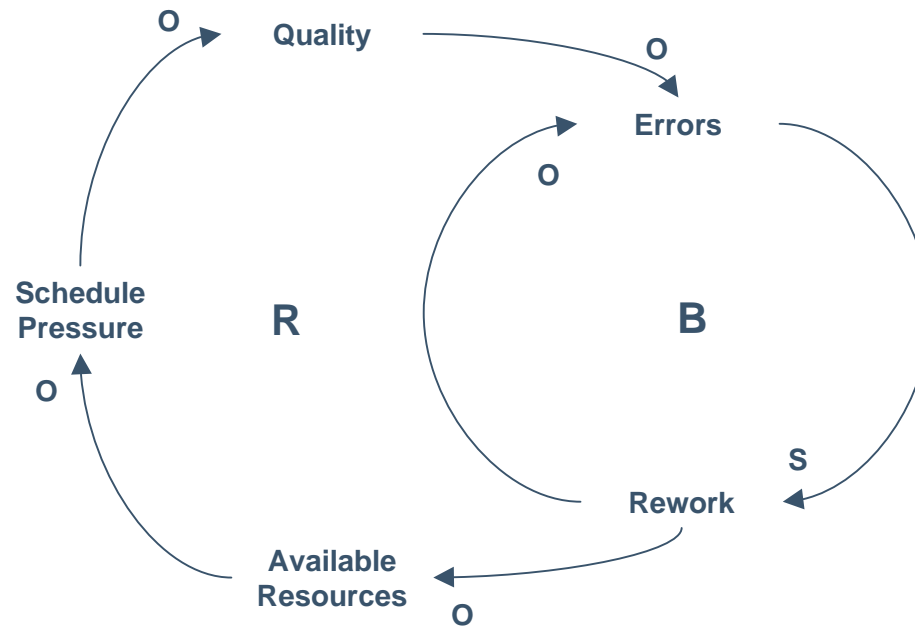 O
Quality
O
Errors
O
Schedule
Pressure
R
B
O
S
Rework
Available
Resources
O